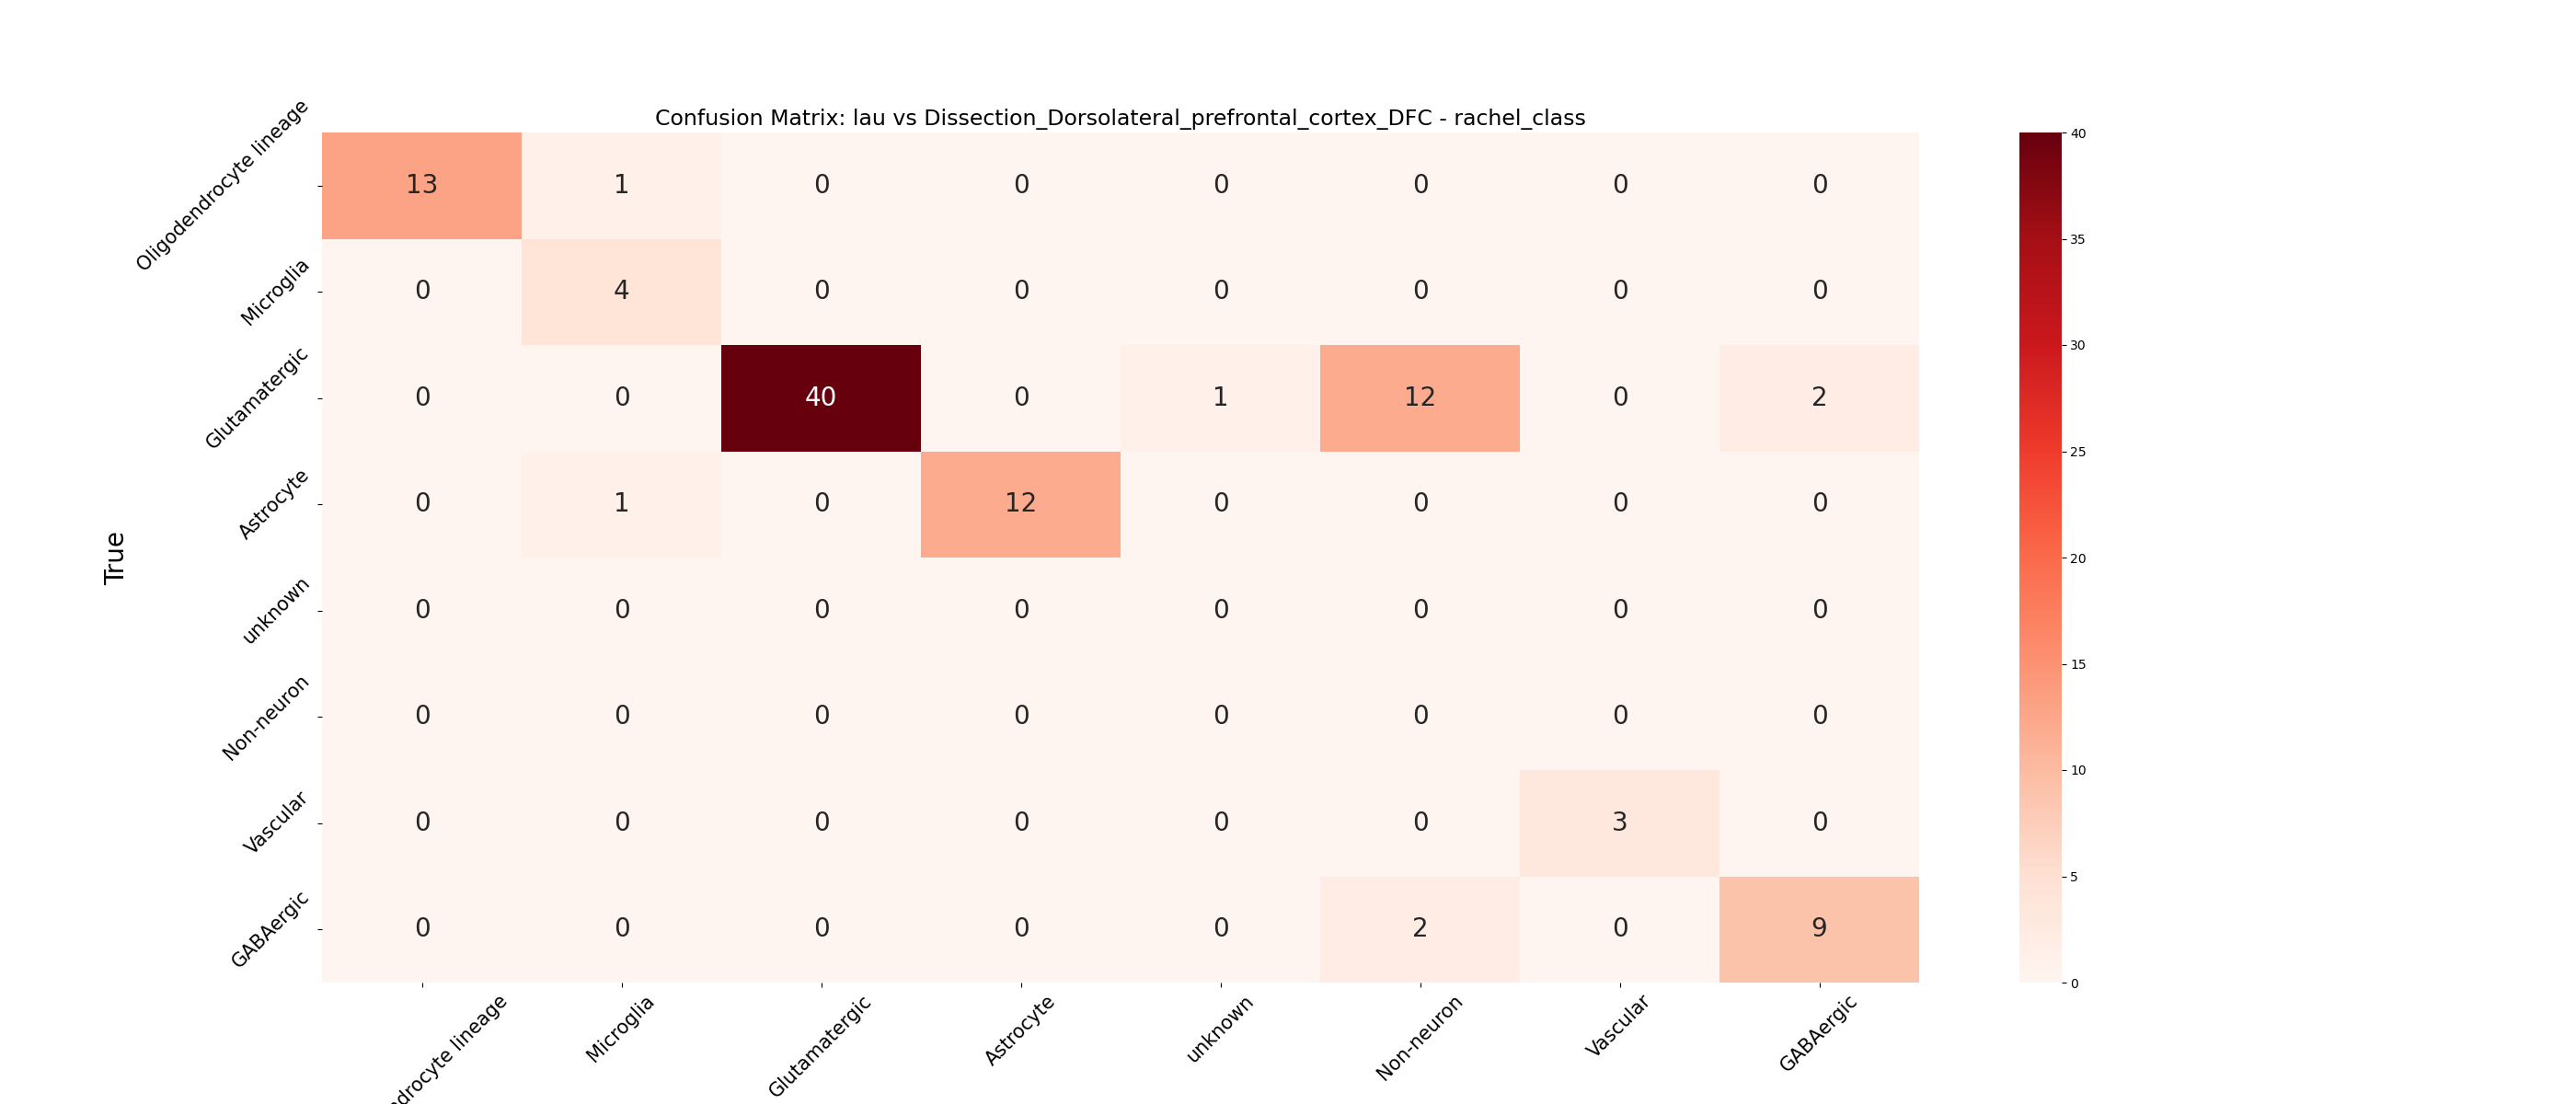 Confusion Matrix: lau vs Dissection_Dorsolateral_prefrontal_cortex_DFC - rachel_class
Oligodendrocyte lineage 13 1 0 0 0 0 0 0
Microglia 0 4 0 0 0 0 0 0
Glutamatergic 0 0 40 0 1 12 0 2
Astrocyte 0 1 0 12 0 0 0 0
unknown 0 0 0 0 0 0 0 0
Non-neuron 0 0 0 0 0 0 0 0
Vascular 0 0 0 0 0 0 3 0
GABAergic 0 0 0 0 0 2 0 9
True
lineage Microglia Glutamatergic Astrocyte unknown Non-neuron Vascular GABAergic
40
35
30
25
20
15
10
5
0